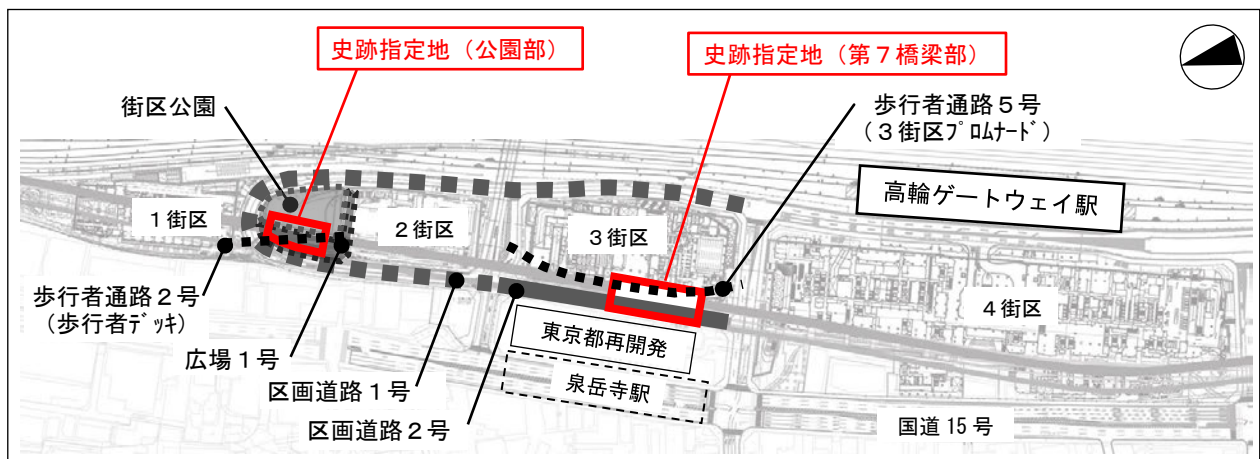 史跡指定地（公園部）
史跡指定地（第７橋梁部）
街区公園
歩行者通路５号
（３街区ﾌﾟﾛﾑﾅｰﾄﾞ）
高輪ゲートウェイ駅
１街区
２街区
３街区
４街区
歩行者通路２号
（歩行者ﾃﾞｯｷ）
広場１号
区画道路１号
区画道路２号
東京都再開発
泉岳寺駅
国道 15 号